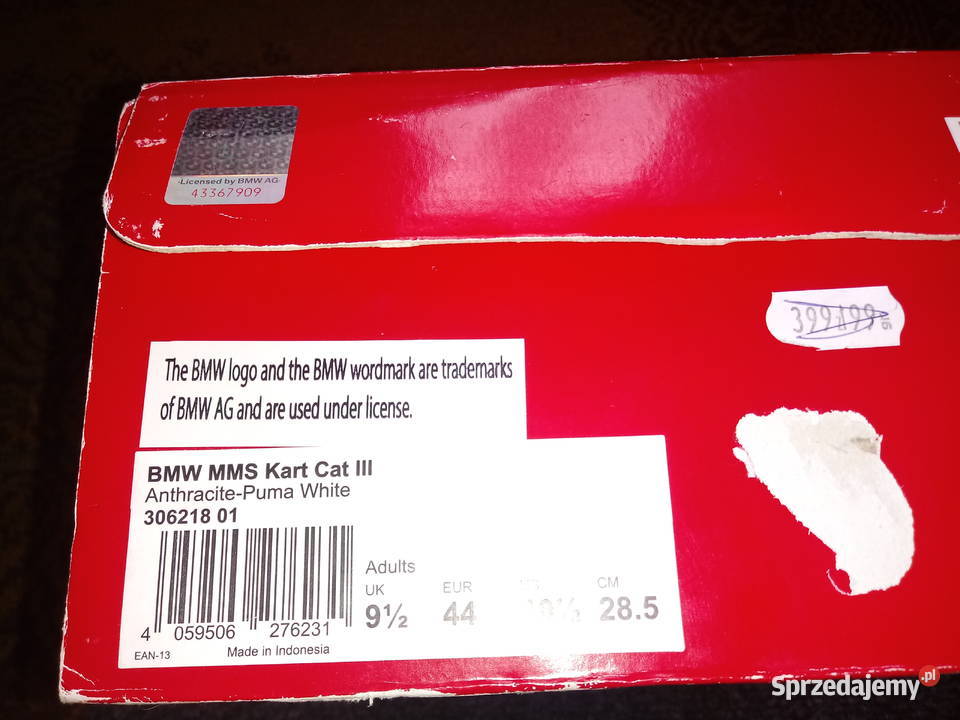 Licensed by BMW AG
43367909
399
The BMW logo and the BMW wordmark are trademarks
of BMW AG and are used under license.
BMW MMS Kart Cat III
Anthracite-Puma White
306218 01
Adults
UK EUR CM
9½ 44 28.5
4 059506 276231
EAN-13 Made in Indonesia
Sprzedajemy.pl